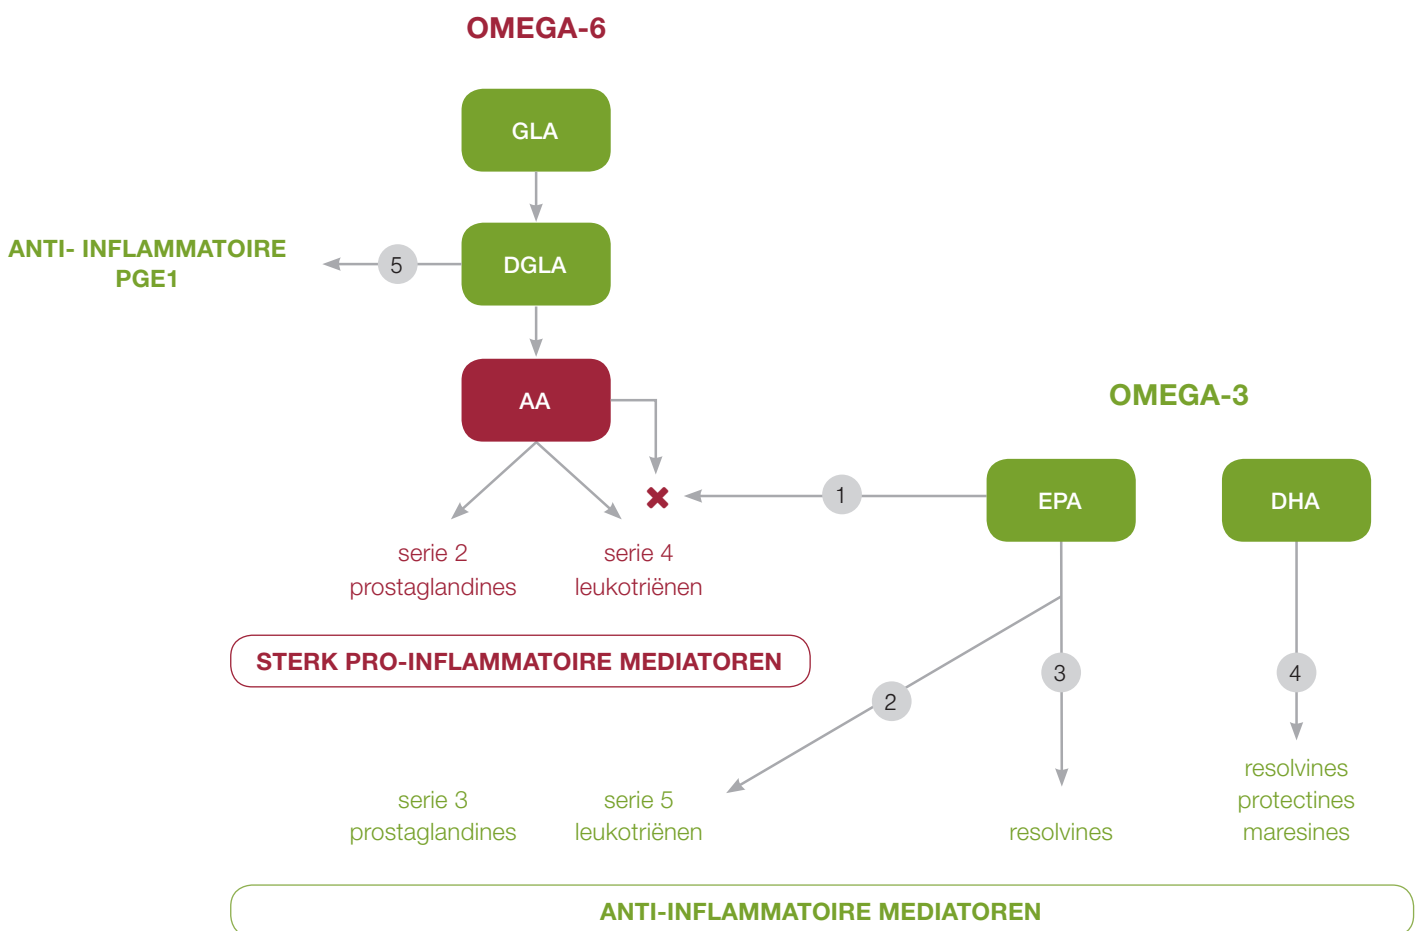 OMEGA-6
GLA
ANTI- INFLAMMATOIRE
PGE1
5
DGLA
AA
OMEGA-3
1
EPA
DHA
serie 2
prostaglandines
serie 4
leukotriënen
STERK PRO-INFLAMMATOIRE MEDIATOREN
2
3
4
serie 3
prostaglandines
serie 5
leukotriënen
resolvines
resolvines
protectines
maresines
ANTI-INFLAMMATOIRE MEDIATOREN